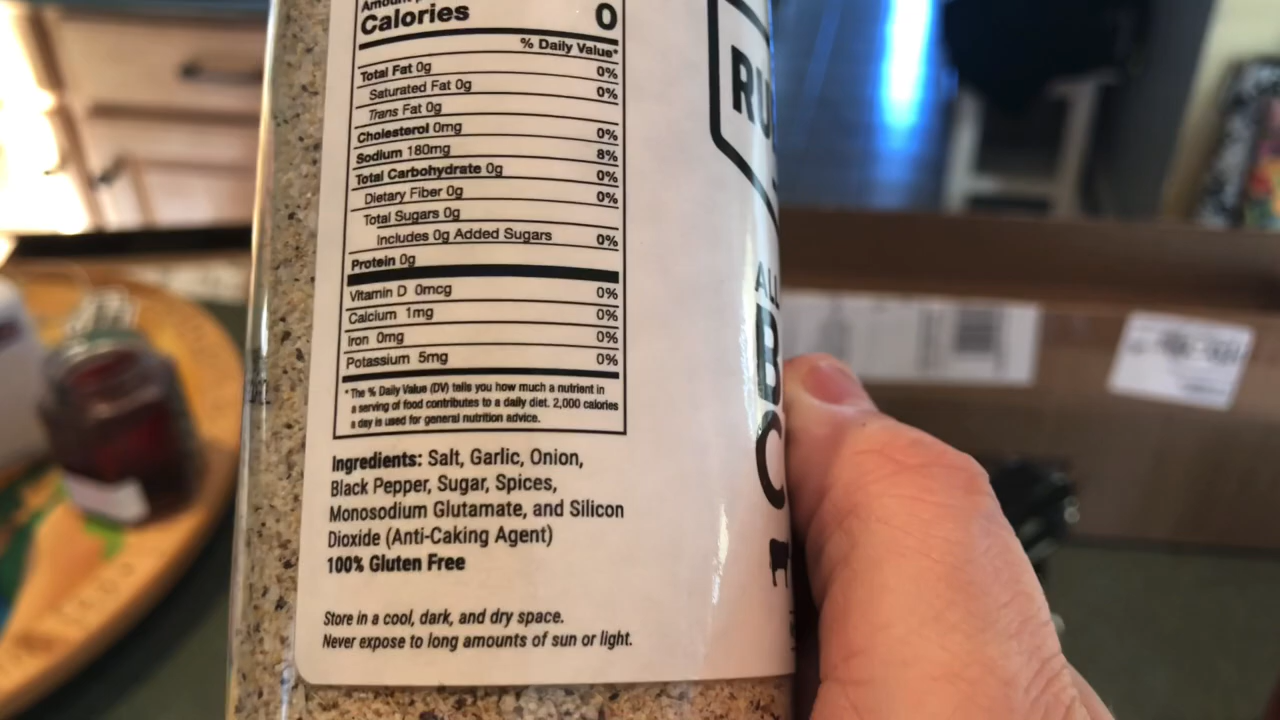 Calories 0
% Daily Value*
Total Fat 0g 0%
Saturated Fat 0g 0%
Trans Fat 0g
Cholesterol 0mg 0%
Sodium 180mg 8%
Total Carbohydrate 0g 0%
Dietary Fiber 0g 0%
Total Sugars 0g
Includes 0g Added Sugars 0%
Protein 0g
Vitamin D 0mcg 0%
Calcium 1mg 0%
Iron 0mg 0%
Potassium 5mg 0%
*The % Daily Value (DV) tells you how much a nutrient in
a serving of food contributes to a daily diet. 2,000 calories
a day is used for general nutrition advice.
Ingredients: Salt, Garlic, Onion,
Black Pepper, Sugar, Spices,
Monosodium Glutamate, and Silicon
Dioxide (Anti-Caking Agent)
100% Gluten Free
Store in a cool, dark, and dry space.
Never expose to long amounts of sun or light.
RU
AL
B
C